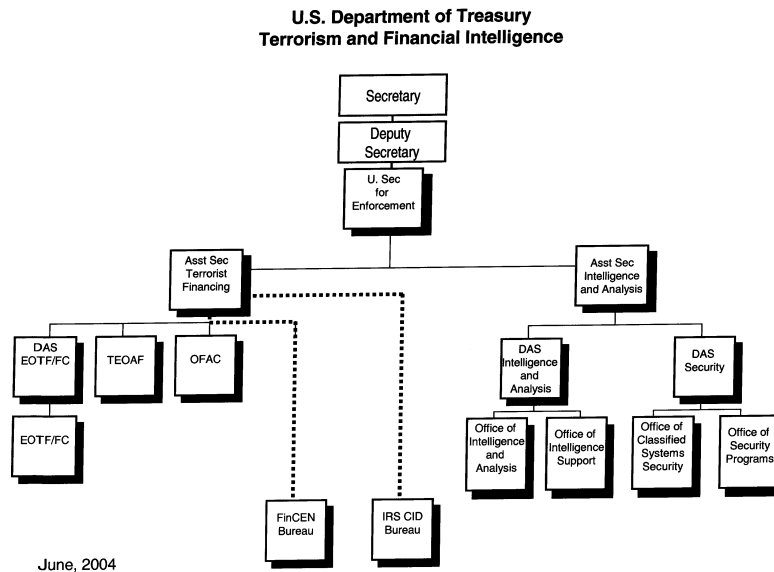 U.S. Department of Treasury
Terrorism and Financial Intelligence
Secretary
Deputy
Secretary
U. Sec
for
Enforcement
Asst Sec
Terrorist
Financing
Asst Sec
Intelligence
and Analysis
DAS
EOTF/FC
TEOAF
OFAC
DAS
Intelligence
and
Analysis
DAS
Security
EOTF/FC
Office of
Intelligence
and
Analysis
Office of
Intelligence
Support
Office of
Classified
Systems
Security
Office of
Security
Programs
FinCEN
Bureau
IRS CID
Bureau
June, 2004